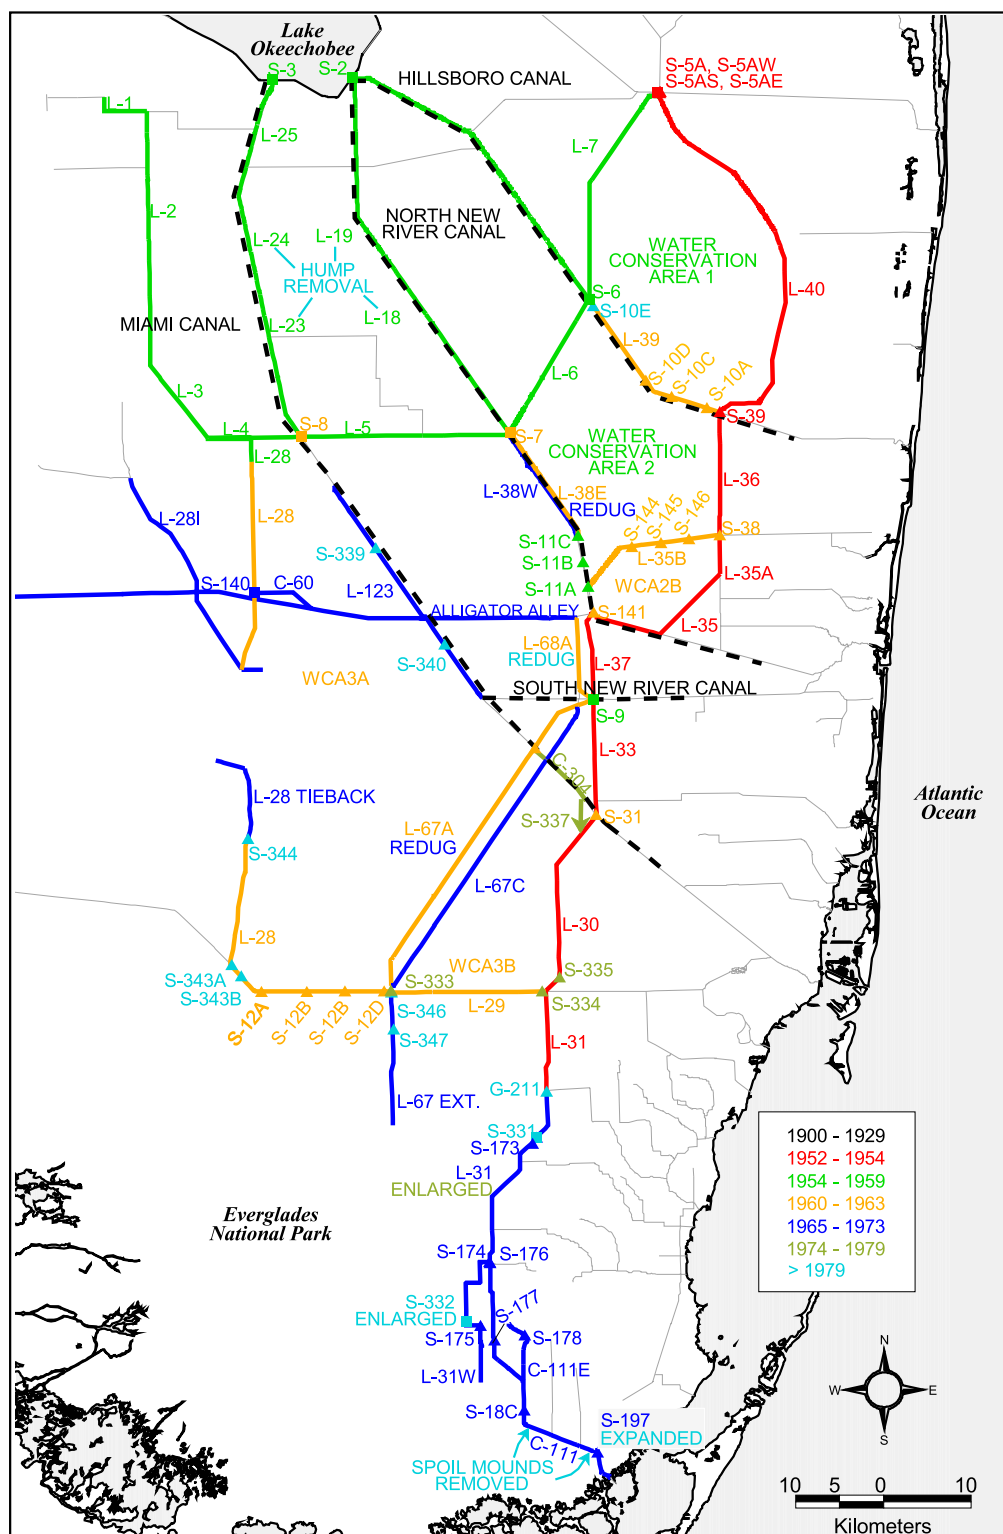 Lake
Okeechobee
S-3
S-2
HILLSBORO CANAL
S-5A, S-5AW
S-5AS, S-5AE
L-1
L-25
L-7
L-2
NORTH NEW
RIVER CANAL
L-24
L-19
HUMP
REMOVAL
WATER
CONSERVATION
AREA 1
L-40
S-6
S-10E
MIAMI CANAL
L-23
L-18
L-39
S-10D
S-10C
S-10A
L-6
L-3
S-39
L-4
S-8
L-5
S-7
WATER
CONSERVATION
AREA 2
L-28
L-36
L-38W
L-38E
REDUG
L-28I
L-28
S-144
S-145
S-146
S-38
S-339
S-11C
S-11B
L-35B
S-11A
WCA2B
L-35A
S-140
C-60
L-123
ALLIGATOR ALLEY
S-141
L-35
L-68A
REDUG
S-340
L-37
WCA3A
SOUTH NEW RIVER CANAL
S-9
L-33
C-304
L-28 TIEBACK
Atlantic
Ocean
S-337
S-31
L-67A
REDUG
S-344
L-67C
L-30
L-28
WCA3B
S-335
S-343A
S-343B
S-333
S-334
S-12A
S-12B
S-12B
S-12D
S-346
L-29
S-347
L-31
G-211
L-67 EXT.
S-331
S-173
L-31
ENLARGED
1900 - 1929
1952 - 1954
1954 - 1959
1960 - 1963
1965 - 1973
1974 - 1979
> 1979
Everglades
National Park
S-174
S-176
S-332
ENLARGED
S-177
S-175
S-178
L-31W
C-111E
S-18C
S-197
EXPANDED
C-111
SPOIL MOUNDS
REMOVED
N
W
E
S
10
5
0
10
Kilometers